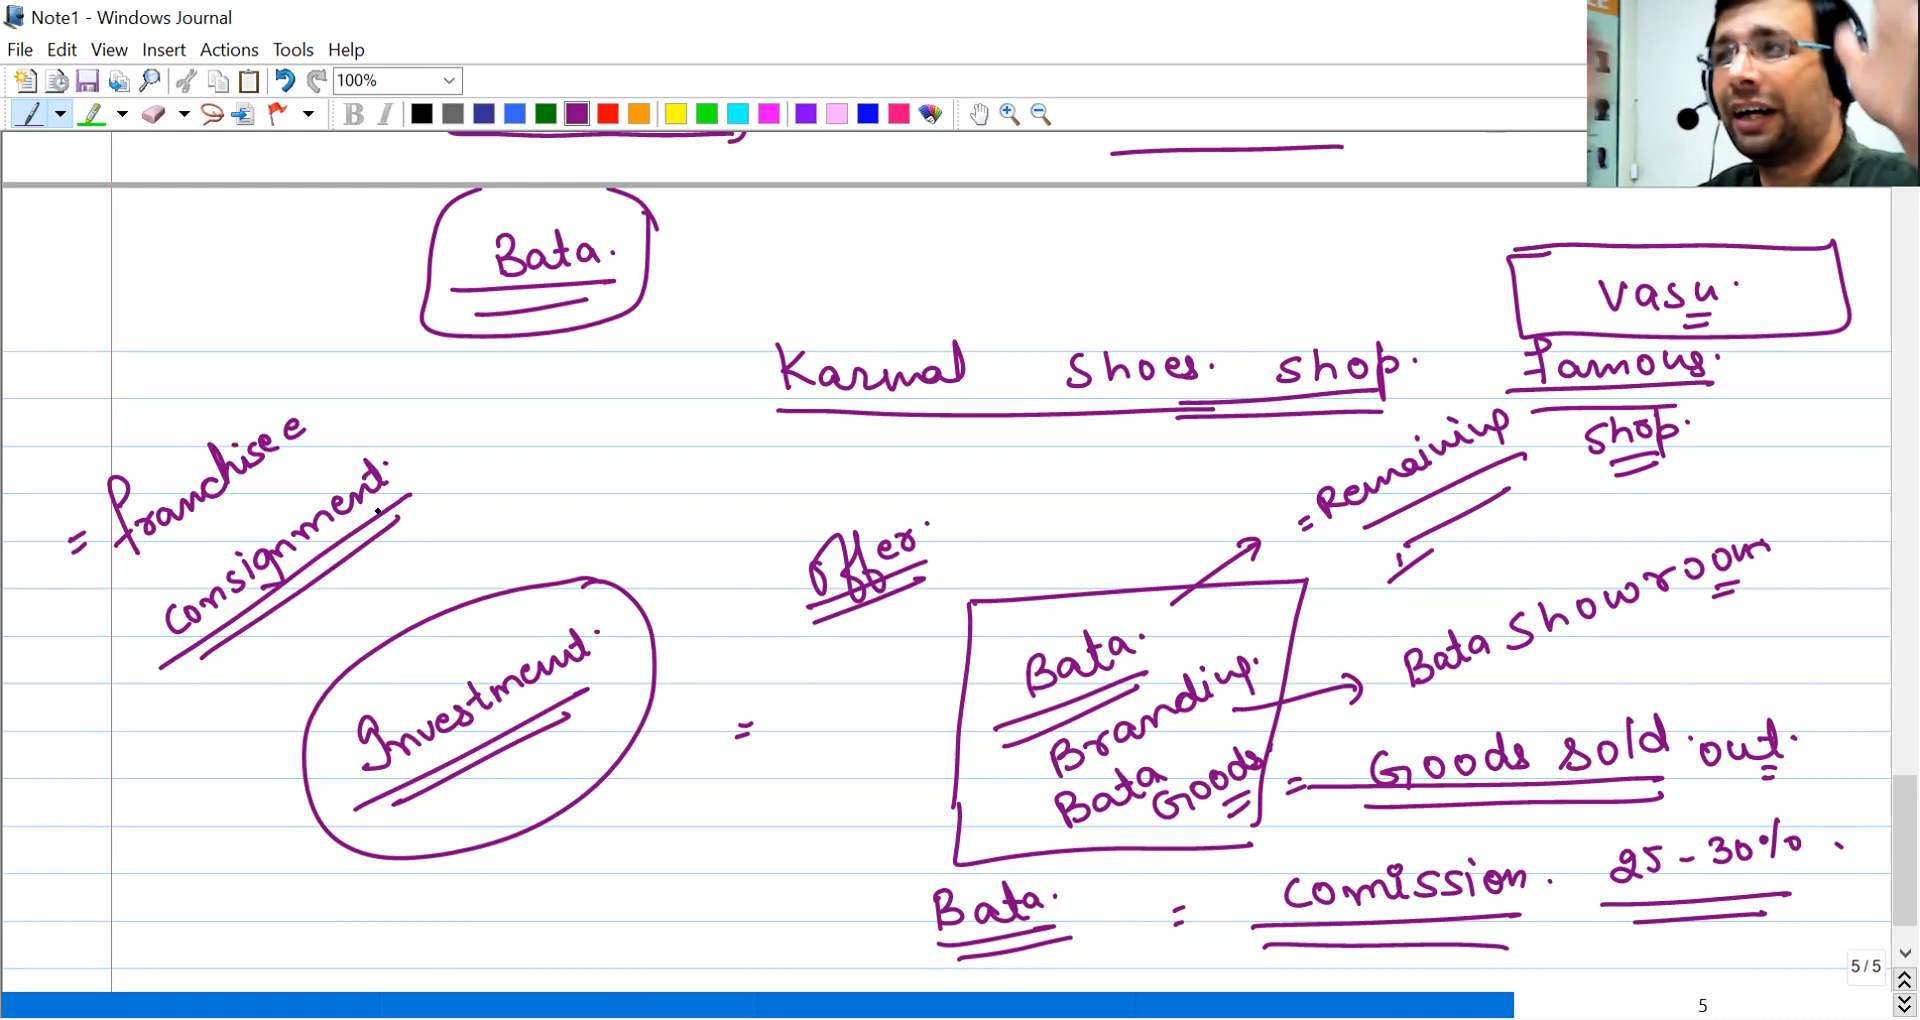 Note1 - Windows Journal
File Edit View Insert Actions Tools Help
100%
B I
Bata.
Vasu.
Karnal Shoes. Shop. famous.
Shop.
= franchisee
consignment.
= Remaining
Offer.
Bata Showroom
Investment.
=
Bata.
Branding.
Bata Goods
= Goods sold out.
Bata. = Comission. 25 - 30%.
5 / 5
5